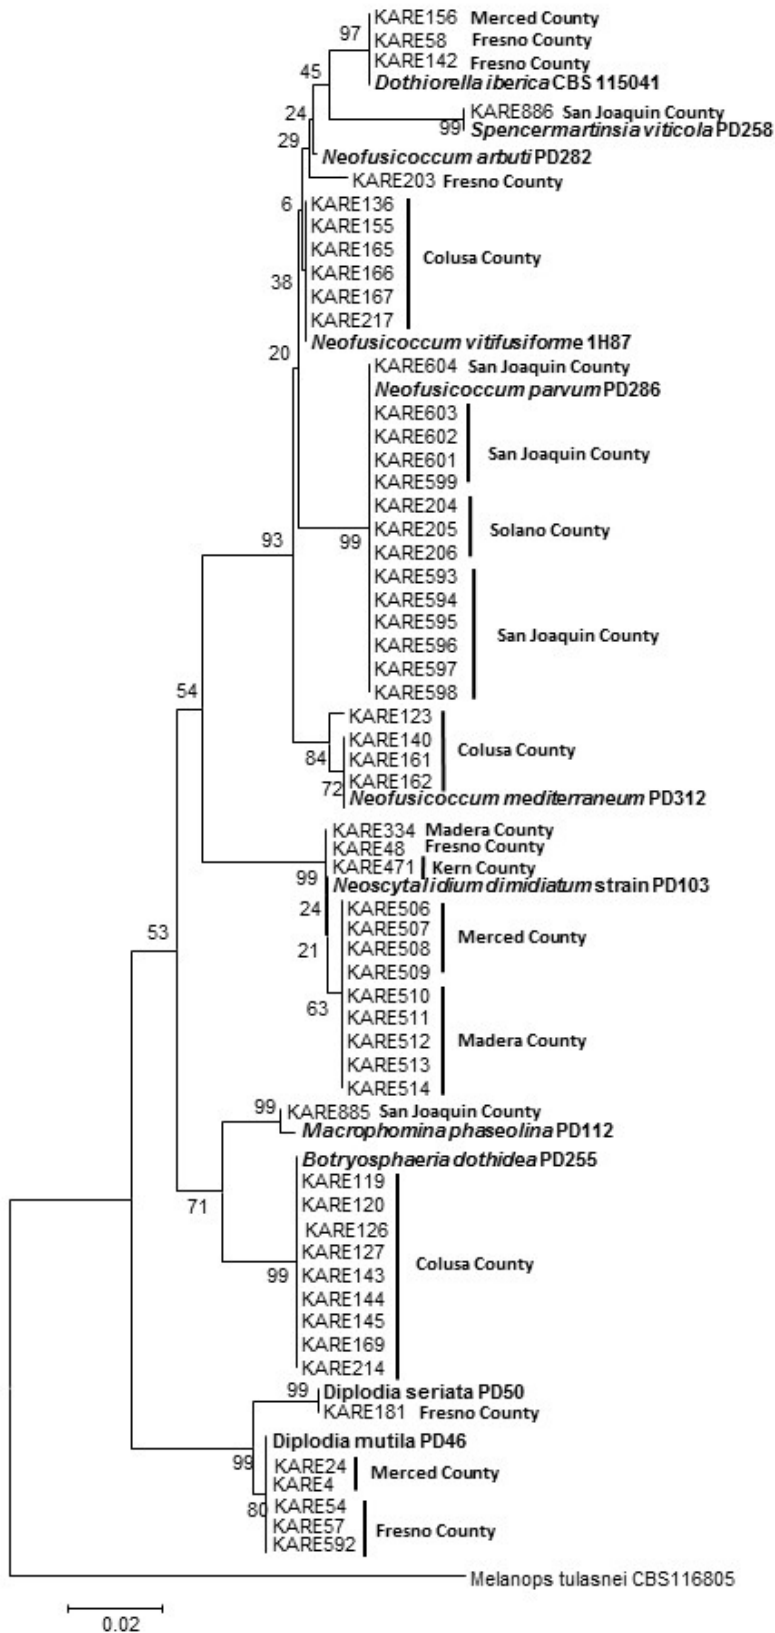 97
KARE156 Merced County
KARE58 Fresno County
KARE142 Fresno County
Dothiorella iberica CBS 115041
45
KARE886 San Joaquin County
24
99
Spencermartinsia viticola PD258
29
Neofusicoccum arbuti PD282
KARE203 Fresno County
6
KARE136
KARE155
KARE165
Colusa County
KARE166
38
KARE167
KARE217
Neofusicoccum vitifusiforme 1H87
20
KARE604 San Joaquin County
Neofusicoccum parvum PD286
KARE603
KARE602
San Joaquin County
KARE601
KARE599
KARE204
KARE205
Solano County
93
99
KARE206
KARE593
KARE594
KARE595
San Joaquin County
KARE596
KARE597
KARE598
54
KARE123
KARE140
Colusa County
84
KARE161
KARE162
72
Neofusicoccum mediterraneum PD312
KARE334 Madera County
KARE48 Fresno County
KARE471 Kern County
99
Neoscytalidium dimidiatum strain PD103
24
KARE506
KARE507
Merced County
53
21
KARE508
KARE509
KARE510
63
KARE511
KARE512
Madera County
KARE513
KARE514
99
KARE885 San Joaquin County
Macrophomina phaseolina PD112
Botryosphaeria dothidea PD255
KARE119
71
KARE120
KARE126
KARE127
Colusa County
99
KARE143
KARE144
KARE145
KARE169
KARE214
99
Diplodia seriata PD50
KARE181 Fresno County
Diplodia mutila PD46
99
KARE24
Merced County
KARE4
80
KARE54
KARE57
Fresno County
KARE592
Melanops tulasnei CBS116805
0.02